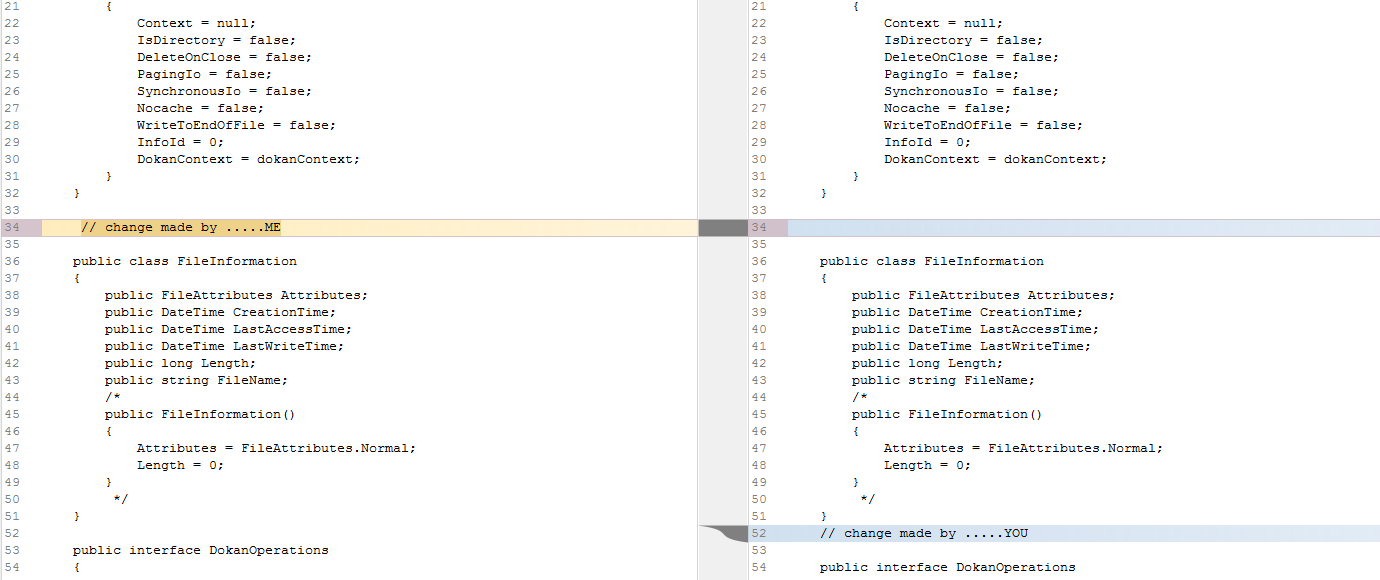 21         {
22             Context = null;
23             IsDirectory = false;
24             DeleteOnClose = false;
25             PagingIo = false;
26             SynchronousIo = false;
27             Nocache = false;
28             WriteToEndOfFile = false;
29             InfoId = 0;
30             DokanContext = dokanContext;
31         }
32     }
33
34     // change made by .....ME
35
36     public class FileInformation
37     {
38         public FileAttributes Attributes;
39         public DateTime CreationTime;
40         public DateTime LastAccessTime;
41         public DateTime LastWriteTime;
42         public long Length;
43         public string FileName;
44         /*
45         public FileInformation()
46         {
47             Attributes = FileAttributes.Normal;
48             Length = 0;
49         }
50          */
51     }
52
53     public interface DokanOperations
54     {
21         {
22             Context = null;
23             IsDirectory = false;
24             DeleteOnClose = false;
25             PagingIo = false;
26             SynchronousIo = false;
27             Nocache = false;
28             WriteToEndOfFile = false;
29             InfoId = 0;
30             DokanContext = dokanContext;
31         }
32     }
33
34
35
36     public class FileInformation
37     {
38         public FileAttributes Attributes;
39         public DateTime CreationTime;
40         public DateTime LastAccessTime;
41         public DateTime LastWriteTime;
42         public long Length;
43         public string FileName;
44         /*
45         public FileInformation()
46         {
47             Attributes = FileAttributes.Normal;
48             Length = 0;
49         }
50          */
51     }
52     // change made by .....YOU
53
54     public interface DokanOperations